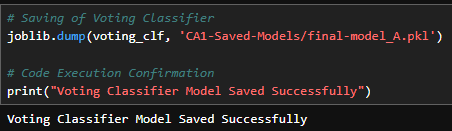 # Saving of Voting Classifier
joblib.dump(voting_clf, 'CA1-Saved-Models/final-model_A.pkl')
# Code Execution Confirmation
print("Voting Classifier Model Saved Successfully")
Voting Classifier Model Saved Successfully